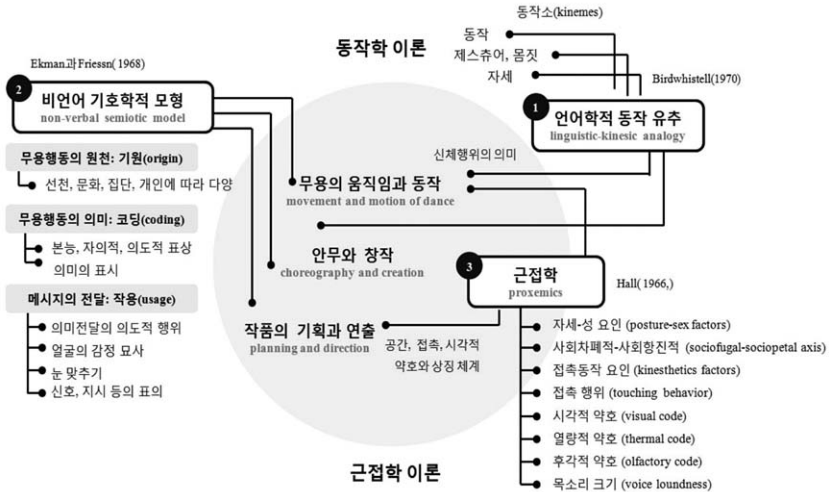 동작소(kinemes)
동작학 이론
동작
제스츄어, 몸짓
자세
Birdwhistell(1970)
Ekman과 Friessn( 1968)
2
비언어 기호학적 모형
non-verbal semiotic model
1
언어학적 동작 유추
linguistic-kinesic analogy
무용행동의 원천: 기원(origin)
선천, 문화, 집단, 개인에 따라 다양
신체행위의 의미
무용의 움직임과 동작
movement and motion of dance
무용행동의 의미: 코딩(coding)
본능, 자의적, 의도적 표상
의미의 표시
안무와 창작
choreography and creation
3
근접학
proxemics
Hall(1966,)
메시지의 전달: 작용(usage)
의미전달의 의도적 행위
얼굴의 감정 묘사
눈 맞추기
신호, 지시 등의 표의
작품의 기획과 연출
planning and direction
공간, 접촉, 시각적
약호와 상징 체계
자세-성 요인 (posture-sex factors)
사회차폐적-사회항진적 (sociofugal-sociopetal axis)
접촉동작 요인 (kinesthetics factors)
접촉 행위 (touching behavior)
시각적 약호 (visual code)
열량적 약호 (thermal code)
후각적 약호 (olfactory code)
목소리 크기 (voice loundness)
근접학 이론